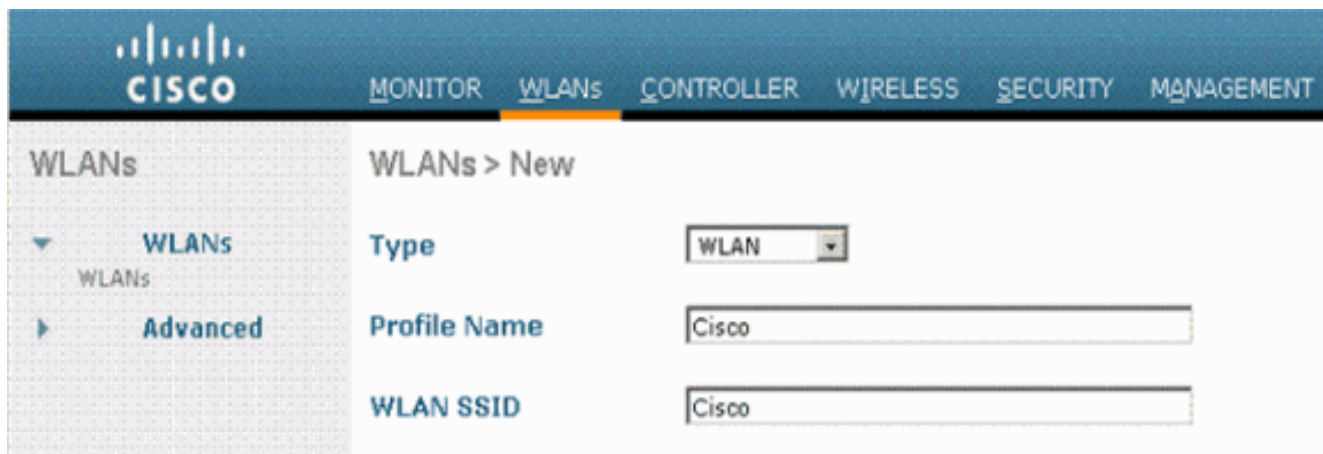 CISCO
MONITOR WLANs CONTROLLER WIRELESS SECURITY MANAGEMENT
WLANs
WLANs
WLANs
Advanced
WLANs > New
Type WLAN
Profile Name Cisco
WLAN SSID Cisco